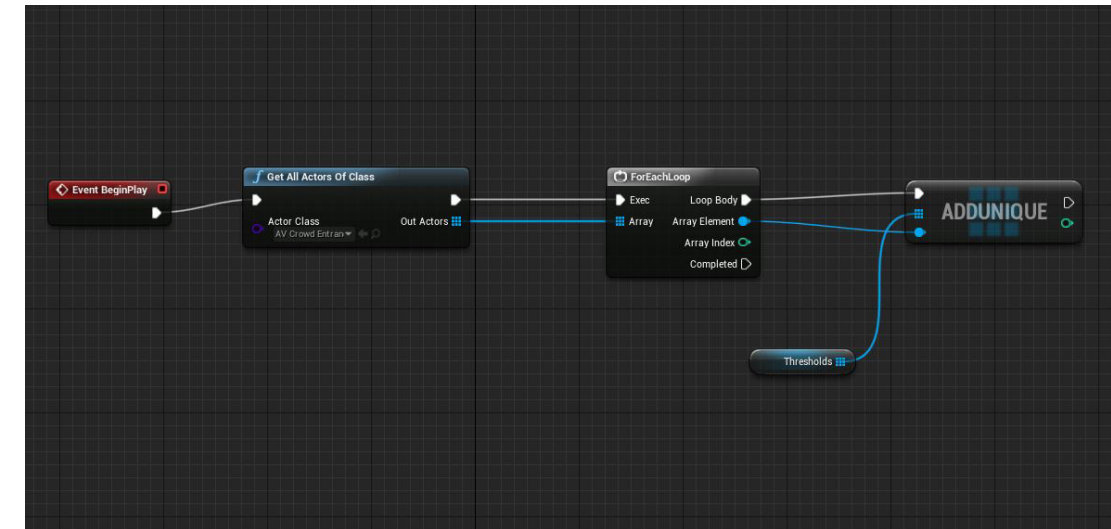 Event BeginPlay
Get All Actors Of Class
Actor Class
AV Crowd Entran
Out Actors
ForEachLoop
Exec
Loop Body
Array
Array Element
Array Index
Completed
ADDUNIQUE
Thresholds